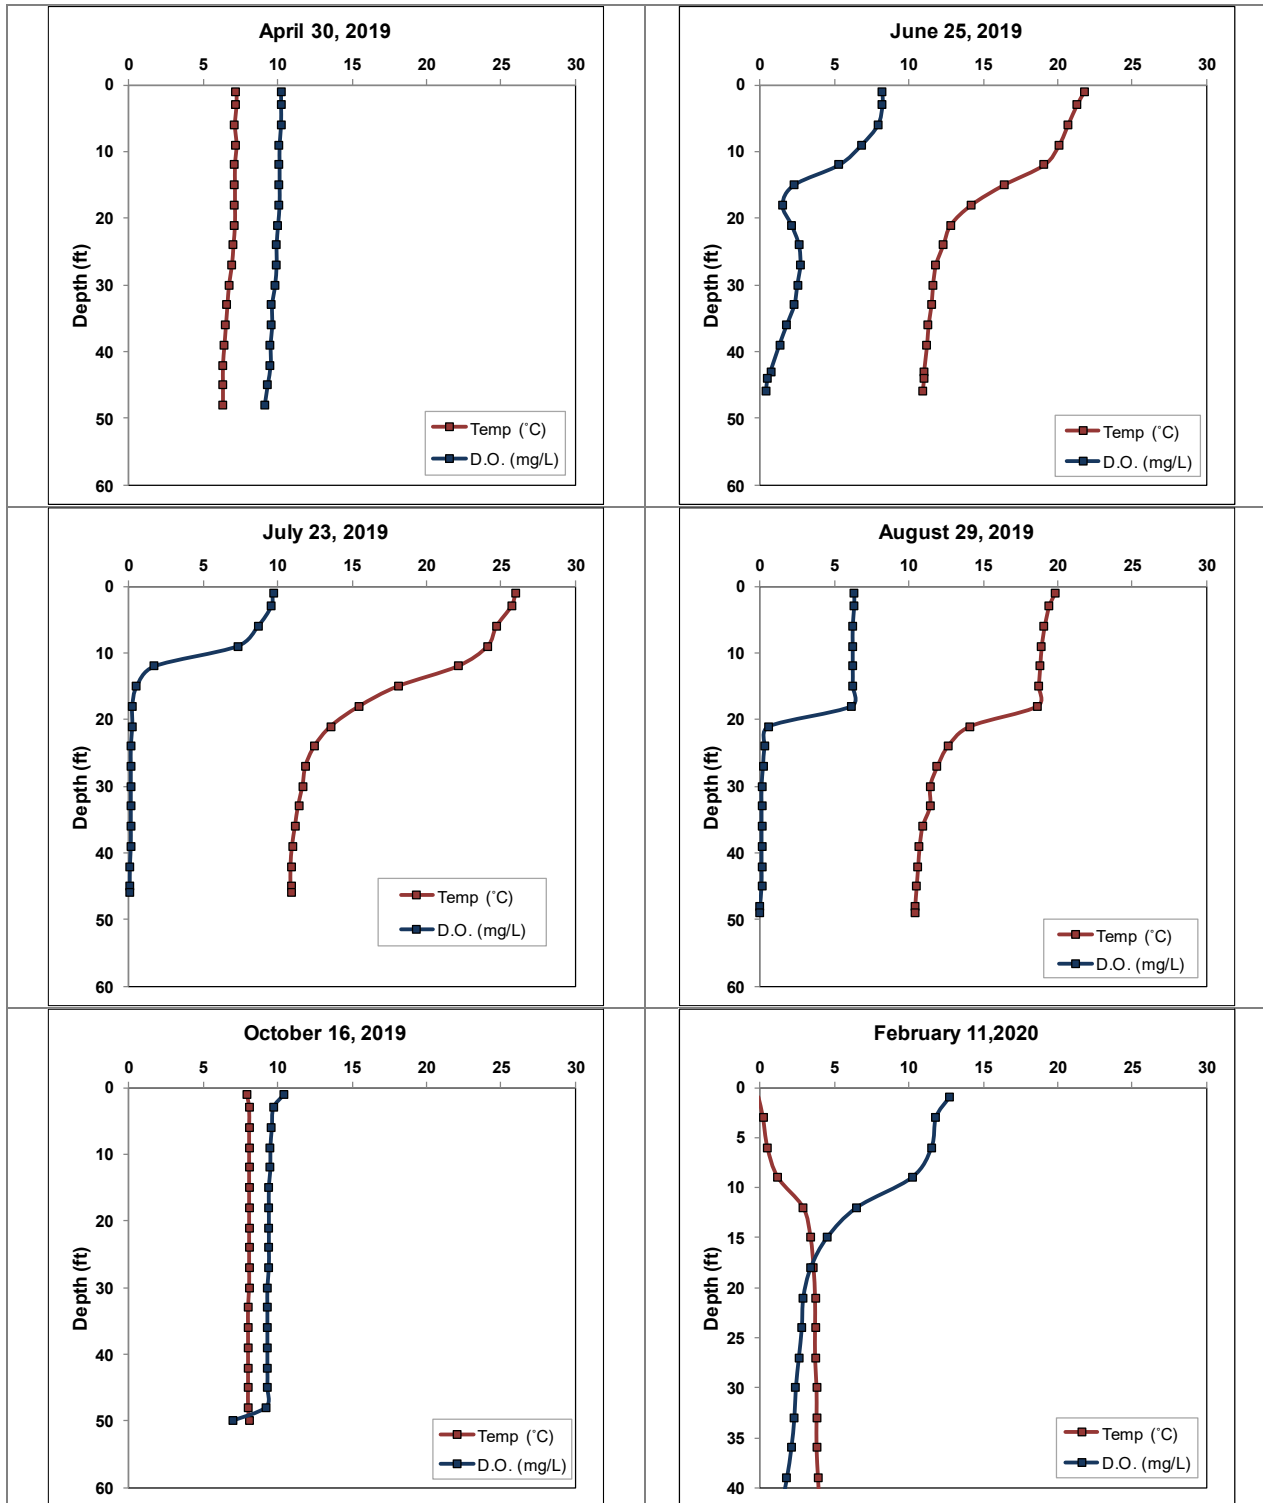 April 30, 2019
0 5 10 15 20 25 30
0
10
20
30
40
50
60
Depth (ft)
Temp (˚C)
D.O. (mg/L)
June 25, 2019
0 5 10 15 20 25 30
0
10
20
30
40
50
60
Depth (ft)
Temp (˚C)
D.O. (mg/L)
July 23, 2019
0 5 10 15 20 25 30
0
10
20
30
40
50
60
Depth (ft)
Temp (˚C)
D.O. (mg/L)
August 29, 2019
0 5 10 15 20 25 30
0
10
20
30
40
50
60
Depth (ft)
Temp (˚C)
D.O. (mg/L)
October 16, 2019
0 5 10 15 20 25 30
0
10
20
30
40
50
60
Depth (ft)
Temp (˚C)
D.O. (mg/L)
February 11,2020
0 5 10 15 20 25 30
0
5
10
15
20
25
30
35
40
Depth (ft)
Temp (˚C)
D.O. (mg/L)